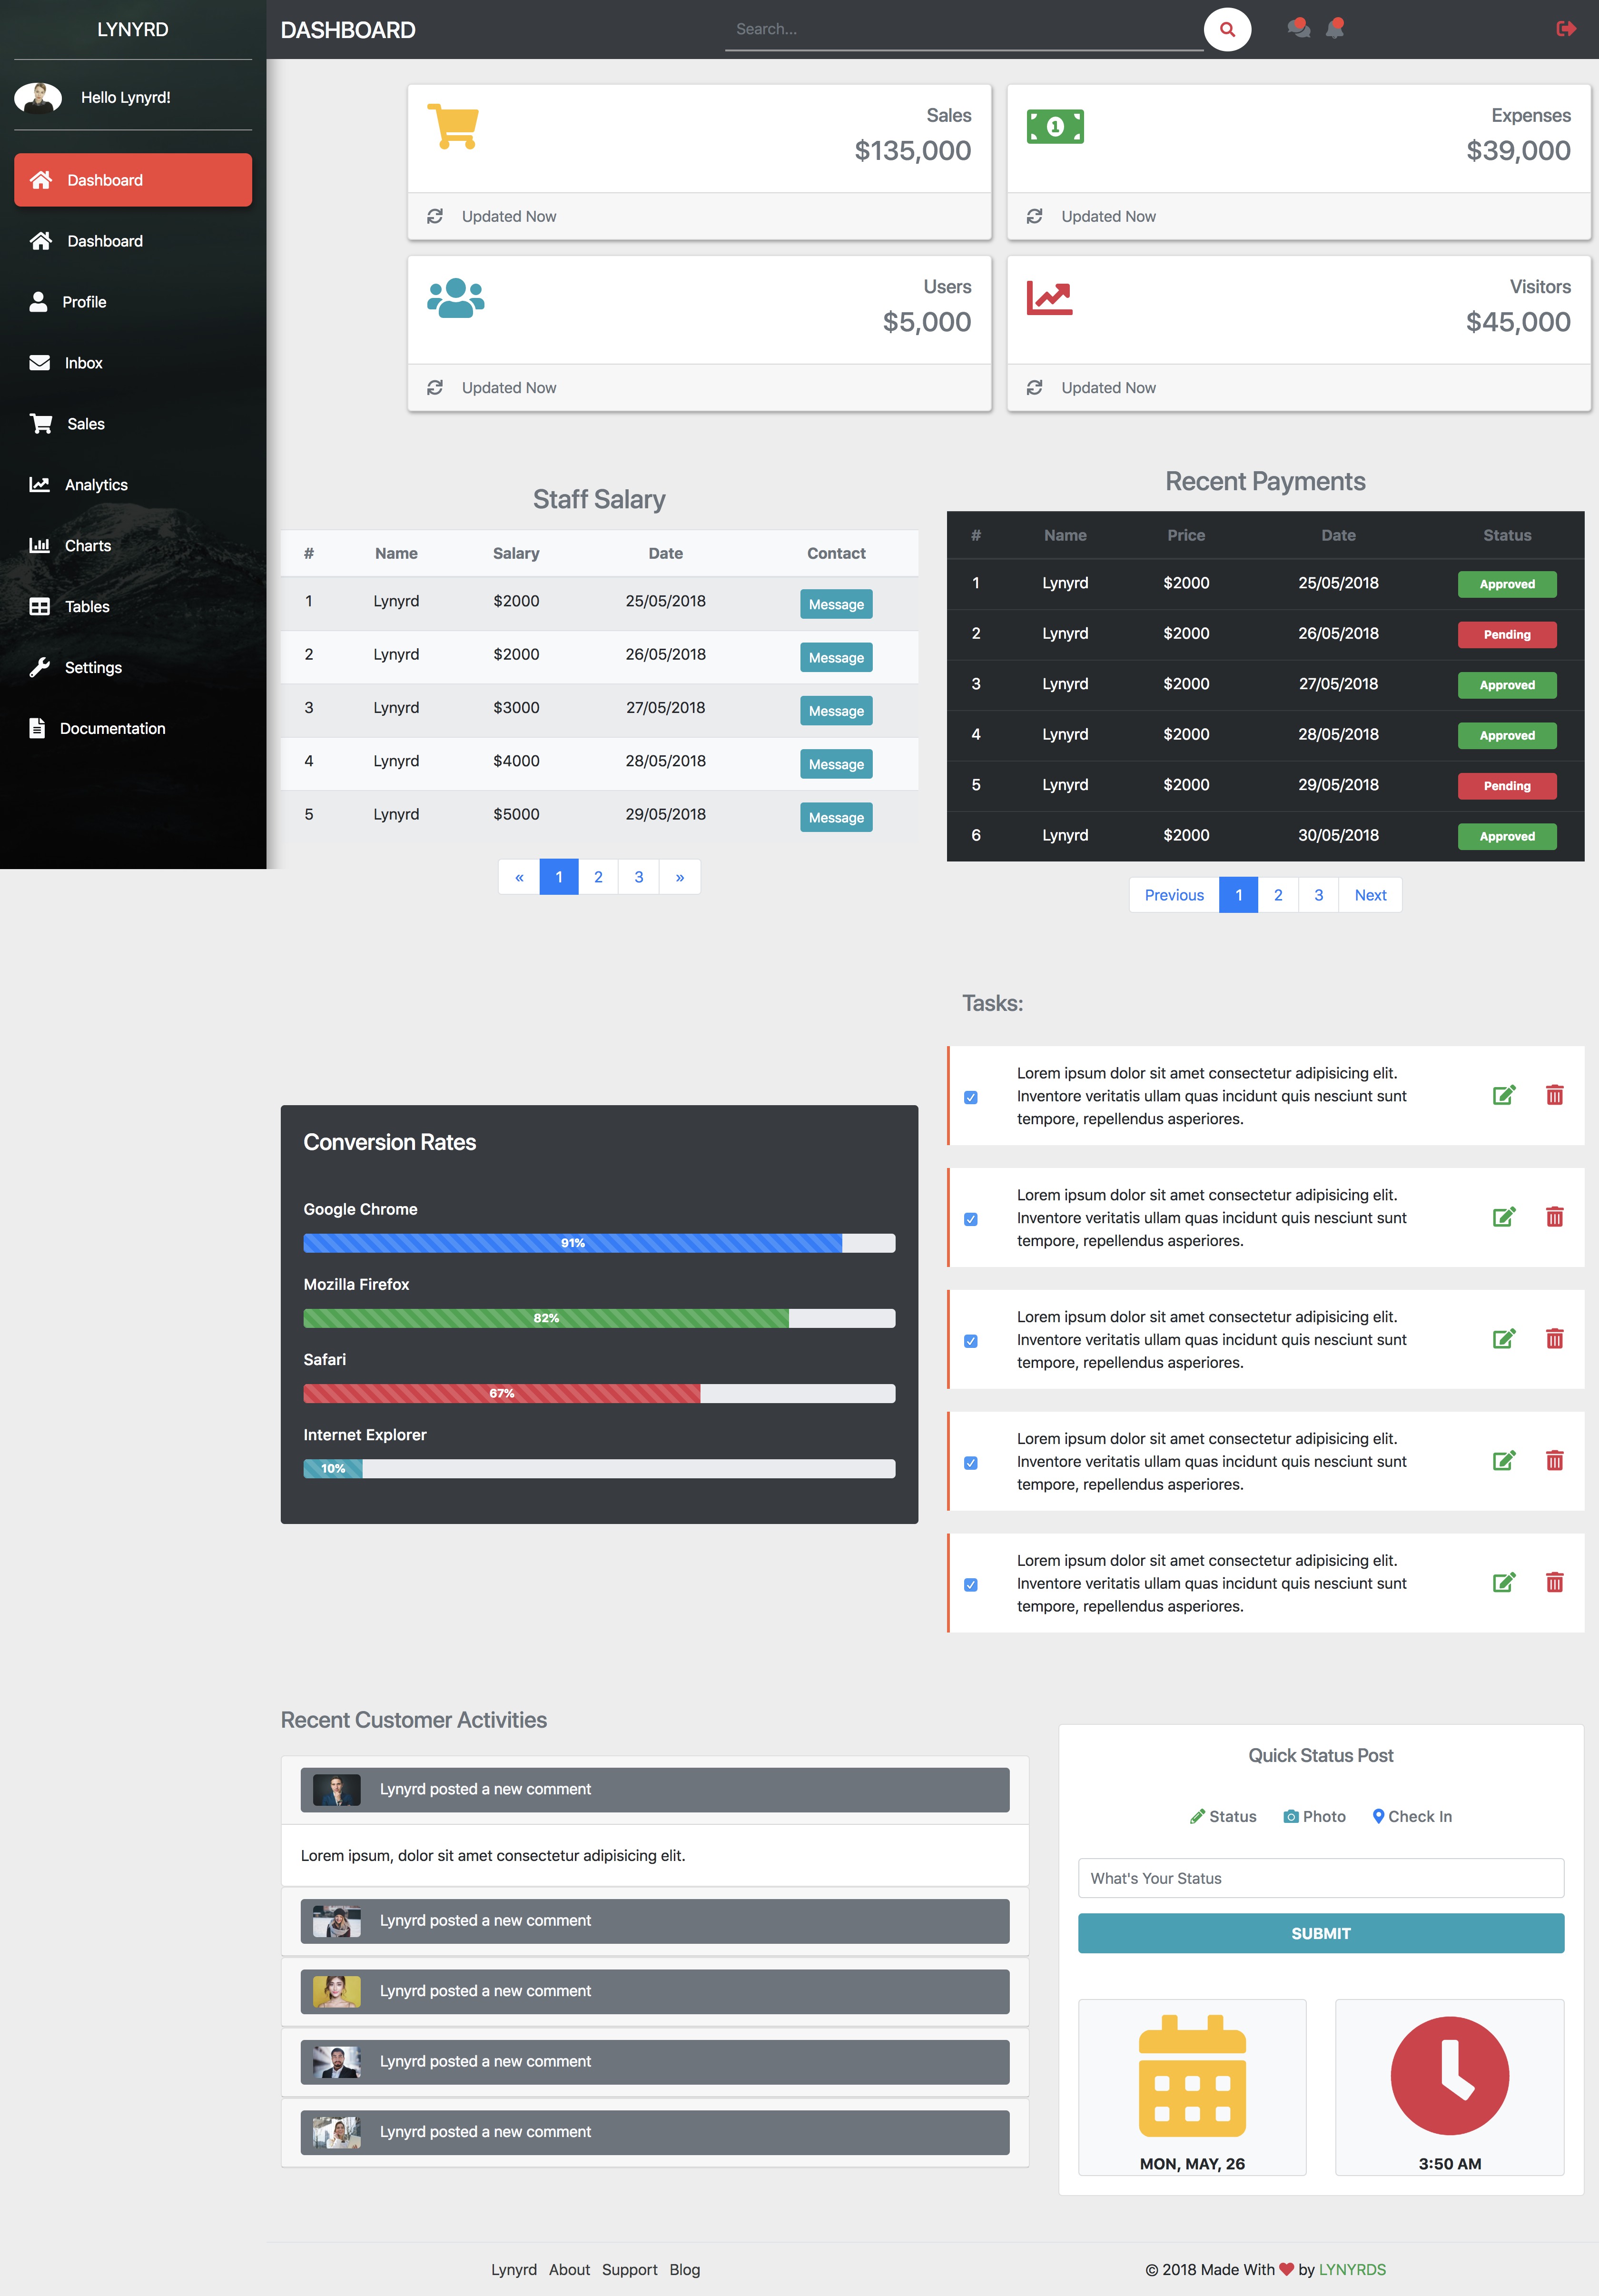 LYNYRD
Hello Lynyrd!
Dashboard
Dashboard
Profile
Inbox
Sales
Analytics
Charts
Tables
Settings
Documentation
DASHBOARD
Search...
Sales
$135,000
Updated Now
Expenses
$39,000
Updated Now
Users
$5,000
Updated Now
Visitors
$45,000
Updated Now
Staff Salary
# Name Salary Date Contact
1 Lynyrd $2000 25/05/2018 Message
2 Lynyrd $2000 26/05/2018 Message
3 Lynyrd $3000 27/05/2018 Message
4 Lynyrd $4000 28/05/2018 Message
5 Lynyrd $5000 29/05/2018 Message
« 1 2 3 »
Recent Payments
# Name Price Date Status
1 Lynyrd $2000 25/05/2018 Approved
2 Lynyrd $2000 26/05/2018 Pending
3 Lynyrd $2000 27/05/2018 Approved
4 Lynyrd $2000 28/05/2018 Approved
5 Lynyrd $2000 29/05/2018 Pending
6 Lynyrd $2000 30/05/2018 Approved
Previous 1 2 3 Next
Conversion Rates
Google Chrome
91%
Mozilla Firefox
82%
Safari
67%
Internet Explorer
10%
Tasks:
Lorem ipsum dolor sit amet consectetur adipisicing elit.
Inventore veritatis ullam quas incidunt quis nesciunt sunt
tempore, repellendus asperiores.
Lorem ipsum dolor sit amet consectetur adipisicing elit.
Inventore veritatis ullam quas incidunt quis nesciunt sunt
tempore, repellendus asperiores.
Lorem ipsum dolor sit amet consectetur adipisicing elit.
Inventore veritatis ullam quas incidunt quis nesciunt sunt
tempore, repellendus asperiores.
Lorem ipsum dolor sit amet consectetur adipisicing elit.
Inventore veritatis ullam quas incidunt quis nesciunt sunt
tempore, repellendus asperiores.
Lorem ipsum dolor sit amet consectetur adipisicing elit.
Inventore veritatis ullam quas incidunt quis nesciunt sunt
tempore, repellendus asperiores.
Recent Customer Activities
Lynyrd posted a new comment
Lorem ipsum, dolor sit amet consectetur adipisicing elit.
Lynyrd posted a new comment
Lynyrd posted a new comment
Lynyrd posted a new comment
Lynyrd posted a new comment
Quick Status Post
Status Photo Check In
What's Your Status
SUBMIT
MON, MAY, 26
3:50 AM
Lynyrd About Support Blog
© 2018 Made With ❤ by LYNYRDS